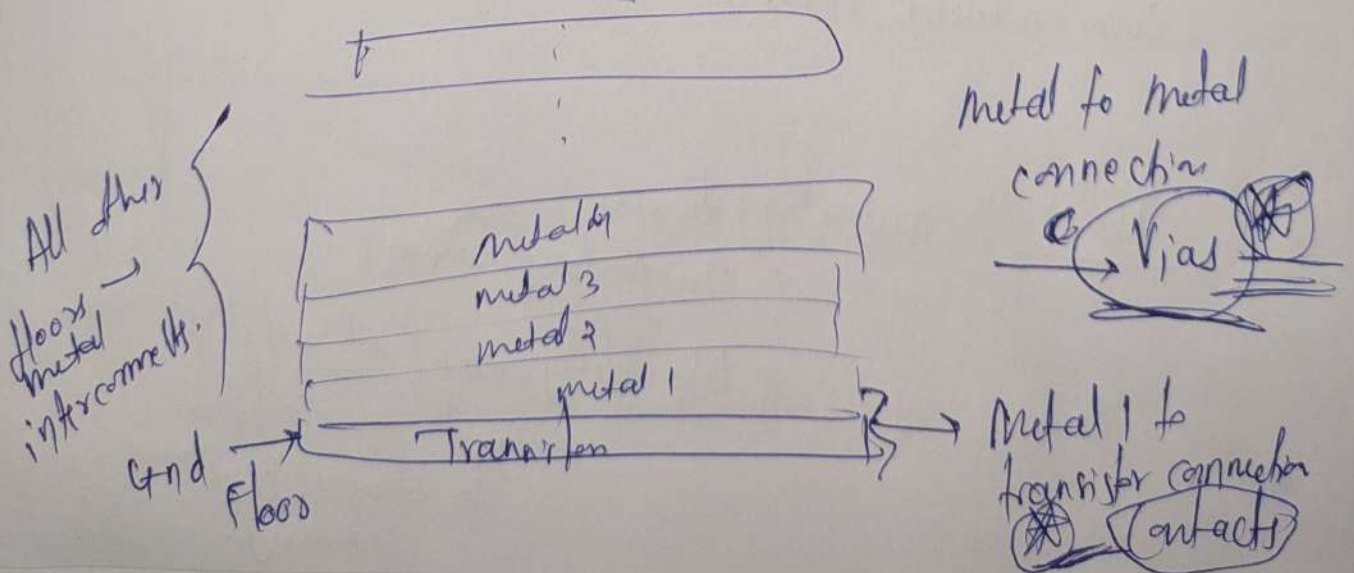 All other
floors →
metal
interconnects.
Gnd
Floor
Metal 4
metal 3
metal 2
metal 1
Transistor
metal to metal
connection
Vias
Metal 1 to
transistor connection
Contacts